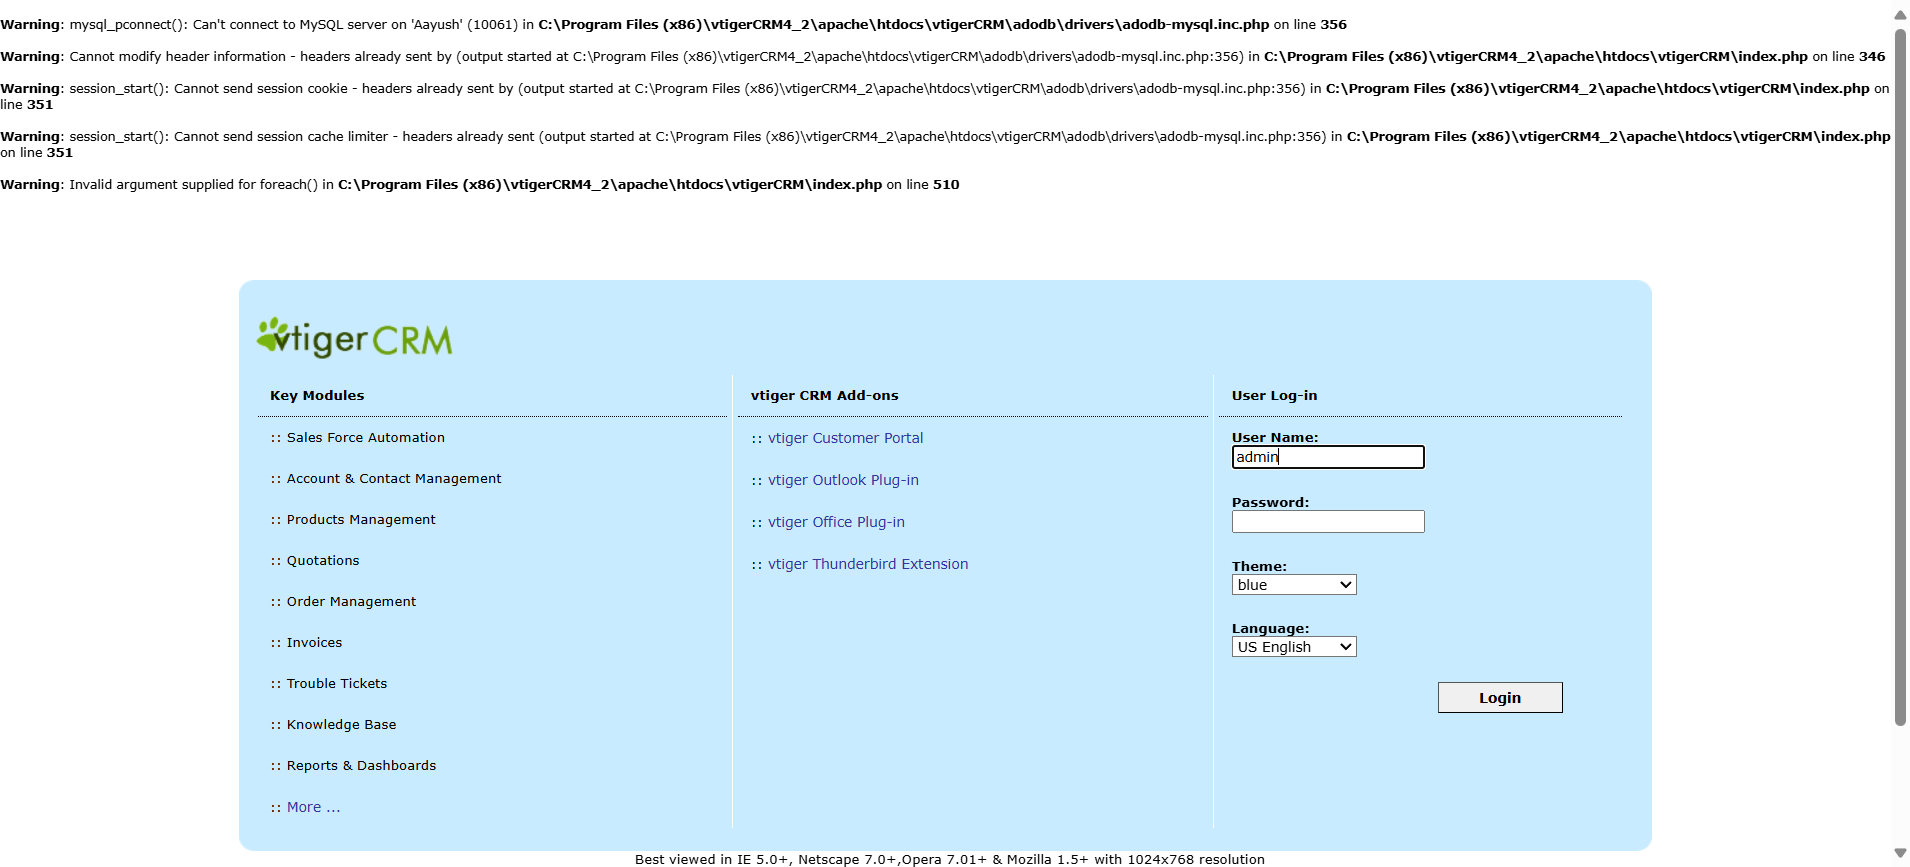 Warning: mysql_pconnect(): Can't connect to MySQL server on 'Aayush' (10061) in C:\Program Files (x86)\vtigerCRM4_2\apache\htdocs\vtigerCRM\adodb\drivers\adodb-mysql.inc.php on line 356
Warning: Cannot modify header information - headers already sent by (output started at C:\Program Files (x86)\vtigerCRM4_2\apache\htdocs\vtigerCRM\adodb\drivers\adodb-mysql.inc.php:356) in C:\Program Files (x86)\vtigerCRM4_2\apache\htdocs\vtigerCRM\index.php on line 346
Warning: session_start(): Cannot send session cookie - headers already sent by (output started at C:\Program Files (x86)\vtigerCRM4_2\apache\htdocs\vtigerCRM\adodb\drivers\adodb-mysql.inc.php:356) in C:\Program Files (x86)\vtigerCRM4_2\apache\htdocs\vtigerCRM\index.php on
line 351
Warning: session_start(): Cannot send session cache limiter - headers already sent (output started at C:\Program Files (x86)\vtigerCRM4_2\apache\htdocs\vtigerCRM\adodb\drivers\adodb-mysql.inc.php:356) in C:\Program Files (x86)\vtigerCRM4_2\apache\htdocs\vtigerCRM\index.php
on line 351
Warning: Invalid argument supplied for foreach() in C:\Program Files (x86)\vtigerCRM4_2\apache\htdocs\vtigerCRM\index.php on line 510
vtiger CRM
Key Modules
:: Sales Force Automation
:: Account & Contact Management
:: Products Management
:: Quotations
:: Order Management
:: Invoices
:: Trouble Tickets
:: Knowledge Base
:: Reports & Dashboards
:: More ...
vtiger CRM Add-ons
:: vtiger Customer Portal
:: vtiger Outlook Plug-in
:: vtiger Office Plug-in
:: vtiger Thunderbird Extension
User Log-in
User Name:
admin
Password:
Theme:
blue
Language:
US English
Login
Best viewed in IE 5.0+, Netscape 7.0+,Opera 7.01+ & Mozilla 1.5+ with 1024x768 resolution